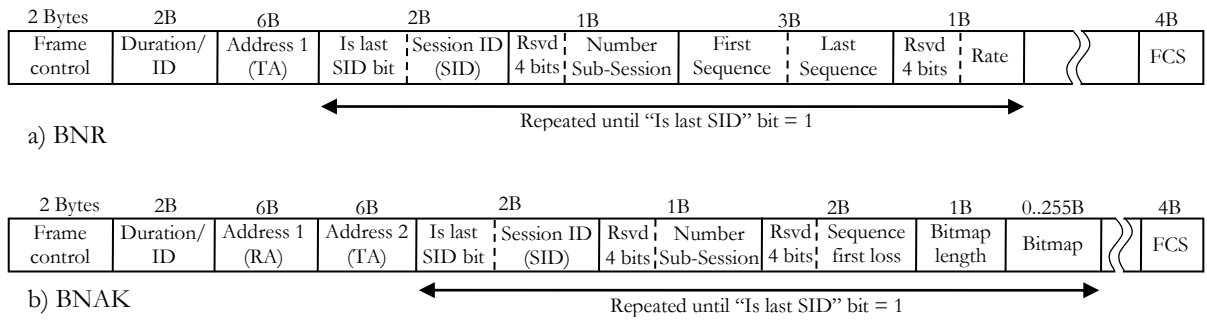 2 Bytes 2B 6B 2B 1B 3B 1B 4B
Frame Duration/ Address 1 Is last Session ID Rsvd Number First Last Rsvd Rate FCS
control ID (TA) SID bit (SID) 4 bits Sub-Session Sequence Sequence 4 bits
Repeated until “Is last SID” bit = 1
a) BNR
2 Bytes 2B 6B 6B 2B 1B 2B 1B 0..255B 4B
Frame Duration/ Address 1 Address 2 Is last Session ID Rsvd Number Rsvd Sequence Bitmap Bitmap FCS
control ID (RA) (TA) SID bit (SID) 4 bits Sub-Session 4 bits first loss length
Repeated until “Is last SID” bit = 1
b) BNAK